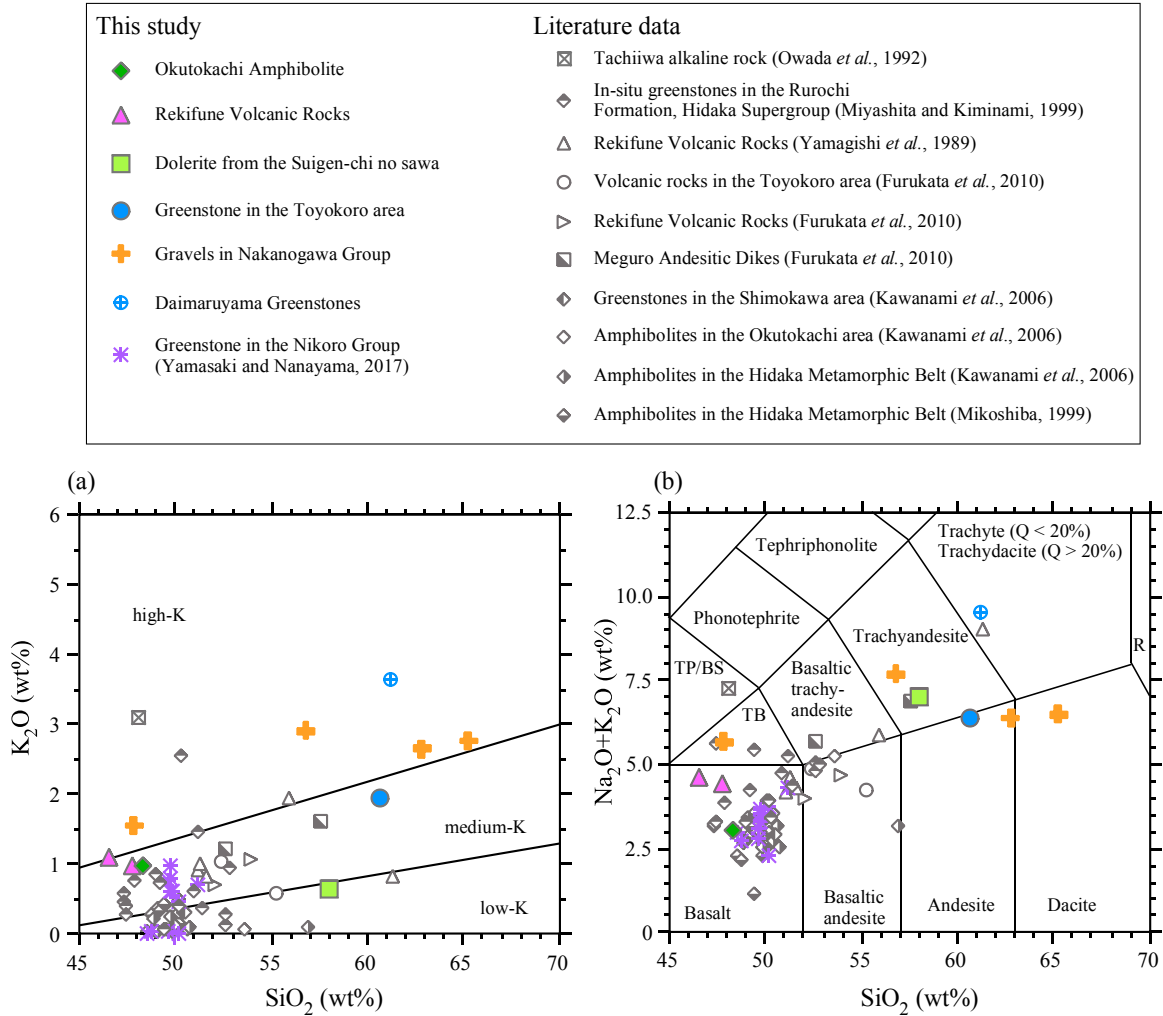 This study
Okutokachi Amphibolite
Rekifune Volcanic Rocks
Dolerite from the Suigen-chi no sawa
Greenstone in the Toyokoro area
Gravels in Nakanogawa Group
Daimaruyama Greenstones
Greenstone in the Nikoro Group
(Yamasaki and Nanayama, 2017)
Literature data
Tachiiwa alkaline rock (Owada et al., 1992)
In-situ greenstones in the Rurochi
Formation, Hidaka Supergroup (Miyashita and Kiminami, 1999)
Rekifune Volcanic Rocks (Yamagishi et al., 1989)
Volcanic rocks in the Toyokoro area (Furukata et al., 2010)
Rekifune Volcanic Rocks (Furukata et al., 2010)
Meguro Andesitic Dikes (Furukata et al., 2010)
Greenstones in the Shimokawa area (Kawanami et al., 2006)
Amphibolites in the Okutokachi area (Kawanami et al., 2006)
Amphibolites in the Hidaka Metamorphic Belt (Kawanami et al., 2006)
Amphibolites in the Hidaka Metamorphic Belt (Mikoshiba, 1999)
(a)
6
5
4
3
2
1
0
K2O (wt%)
high-K
medium-K
low-K
45
50
55
60
65
70
SiO2 (wt%)
(b)
12.5
10.0
7.5
5.0
2.5
0
Na2O+K2O (wt%)
Tephriphonolite
Trachyte (Q < 20%)
Trachydacite (Q > 20%)
Phonotephrite
Trachyandesite
R
TP/BS
Basaltic
trachy-
andesite
TB
Basalt
Basaltic
andesite
Andesite
Dacite
45
50
55
60
65
70
SiO2 (wt%)